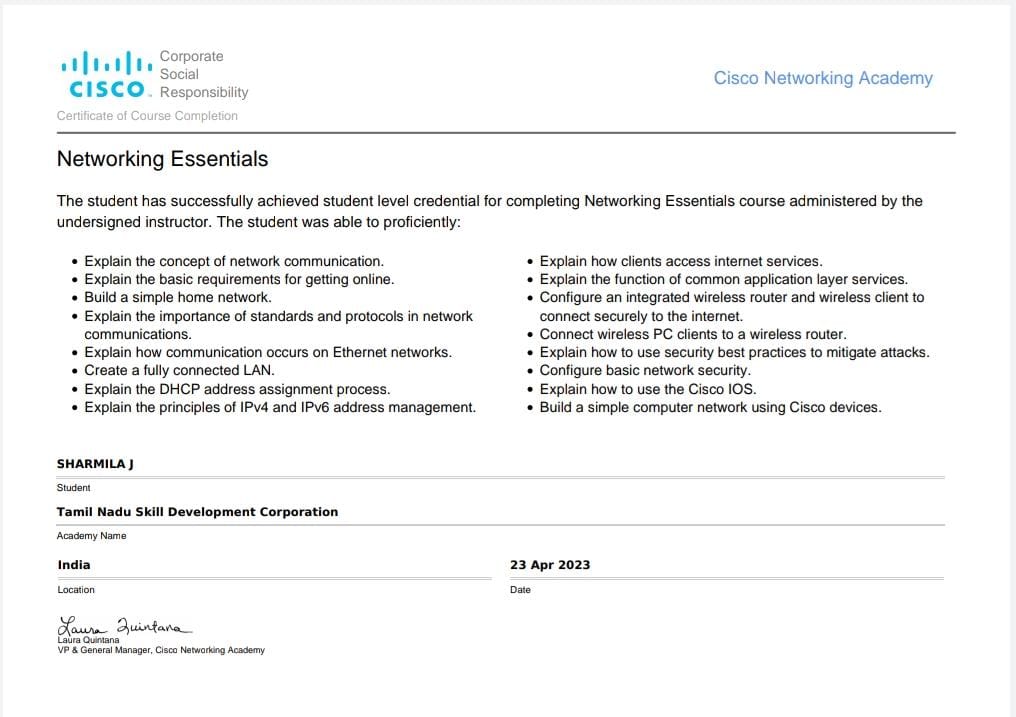 Corporate
Social
CISCO Responsibility
Cisco Networking Academy
Certificate of Course Completion
Networking Essentials
The student has successfully achieved student level credential for completing Networking Essentials course administered by the
undersigned instructor. The student was able to proficiently:
• Explain the concept of network communication.
• Explain the basic requirements for getting online.
• Build a simple home network.
• Explain the importance of standards and protocols in network
communications.
• Explain how communication occurs on Ethernet networks.
• Create a fully connected LAN.
• Explain the DHCP address assignment process.
• Explain the principles of IPv4 and IPv6 address management.
• Explain how clients access internet services.
• Explain the function of common application layer services.
• Configure an integrated wireless router and wireless client to
connect securely to the internet.
• Connect wireless PC clients to a wireless router.
• Explain how to use security best practices to mitigate attacks.
• Configure basic network security.
• Explain how to use the Cisco IOS.
• Build a simple computer network using Cisco devices.
SHARMILA J
Student
Tamil Nadu Skill Development Corporation
Academy Name
India
Location
23 Apr 2023
Date
Laura Quintana
Laura Quintana
VP & General Manager, Cisco Networking Academy